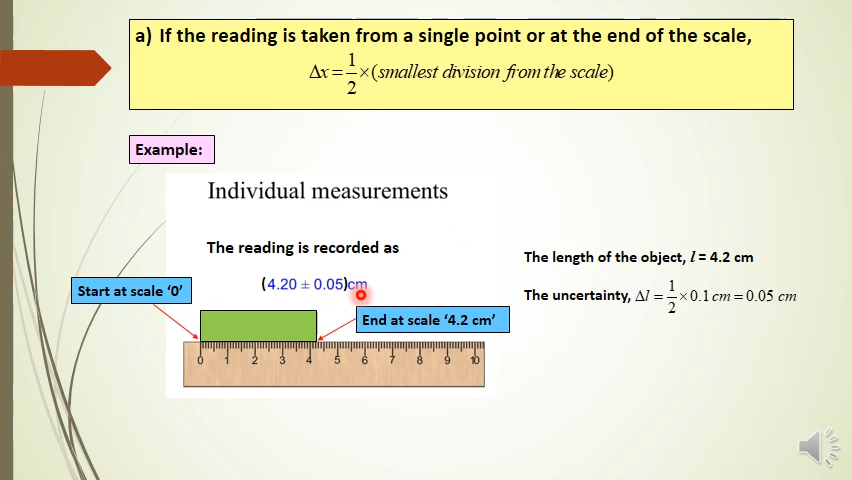 a) If the reading is taken from a single point or at the end of the scale,
Δx = 1/2 × (smallest division from the scale)
Example:
Individual measurements
The reading is recorded as
(4.20 ± 0.05)cm
Start at scale ‘0’
End at scale ‘4.2 cm’
0 1 2 3 4 5 6 7 8 9 10
The length of the object, l = 4.2 cm
The uncertainty, Δl = 1/2 × 0.1 cm = 0.05 cm